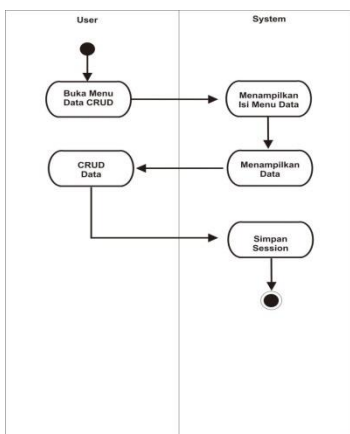 User
System
Buka Menu
Data CRUD
Menampilkan
Isi Menu Data
CRUD
Data
Menampilkan
Data
Simpan
Session